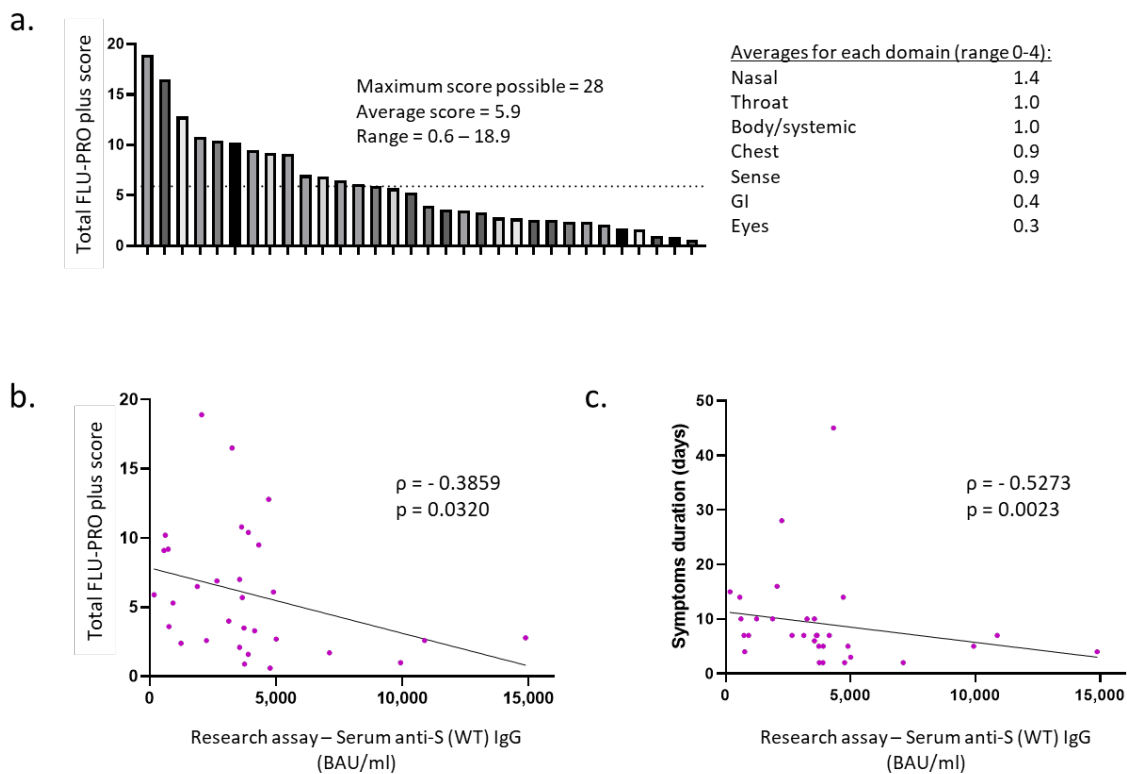 a.
Total FLU-PRO plus score
20
15
10
5
0
Maximum score possible = 28
Average score = 5.9
Range = 0.6 – 18.9
Averages for each domain (range 0-4):
Nasal 1.4
Throat 1.0
Body/systemic 1.0
Chest 0.9
Sense 0.9
GI 0.4
Eyes 0.3
b.
Total FLU-PRO plus score
20
15
10
5
0
ρ = - 0.3859
p = 0.0320
0 5,000 10,000 15,000
Research assay – Serum anti-S (WT) IgG
(BAU/ml)
c.
Symptoms duration (days)
50
40
30
20
10
0
ρ = - 0.5273
p = 0.0023
0 5,000 10,000 15,000
Research assay – Serum anti-S (WT) IgG
(BAU/ml)